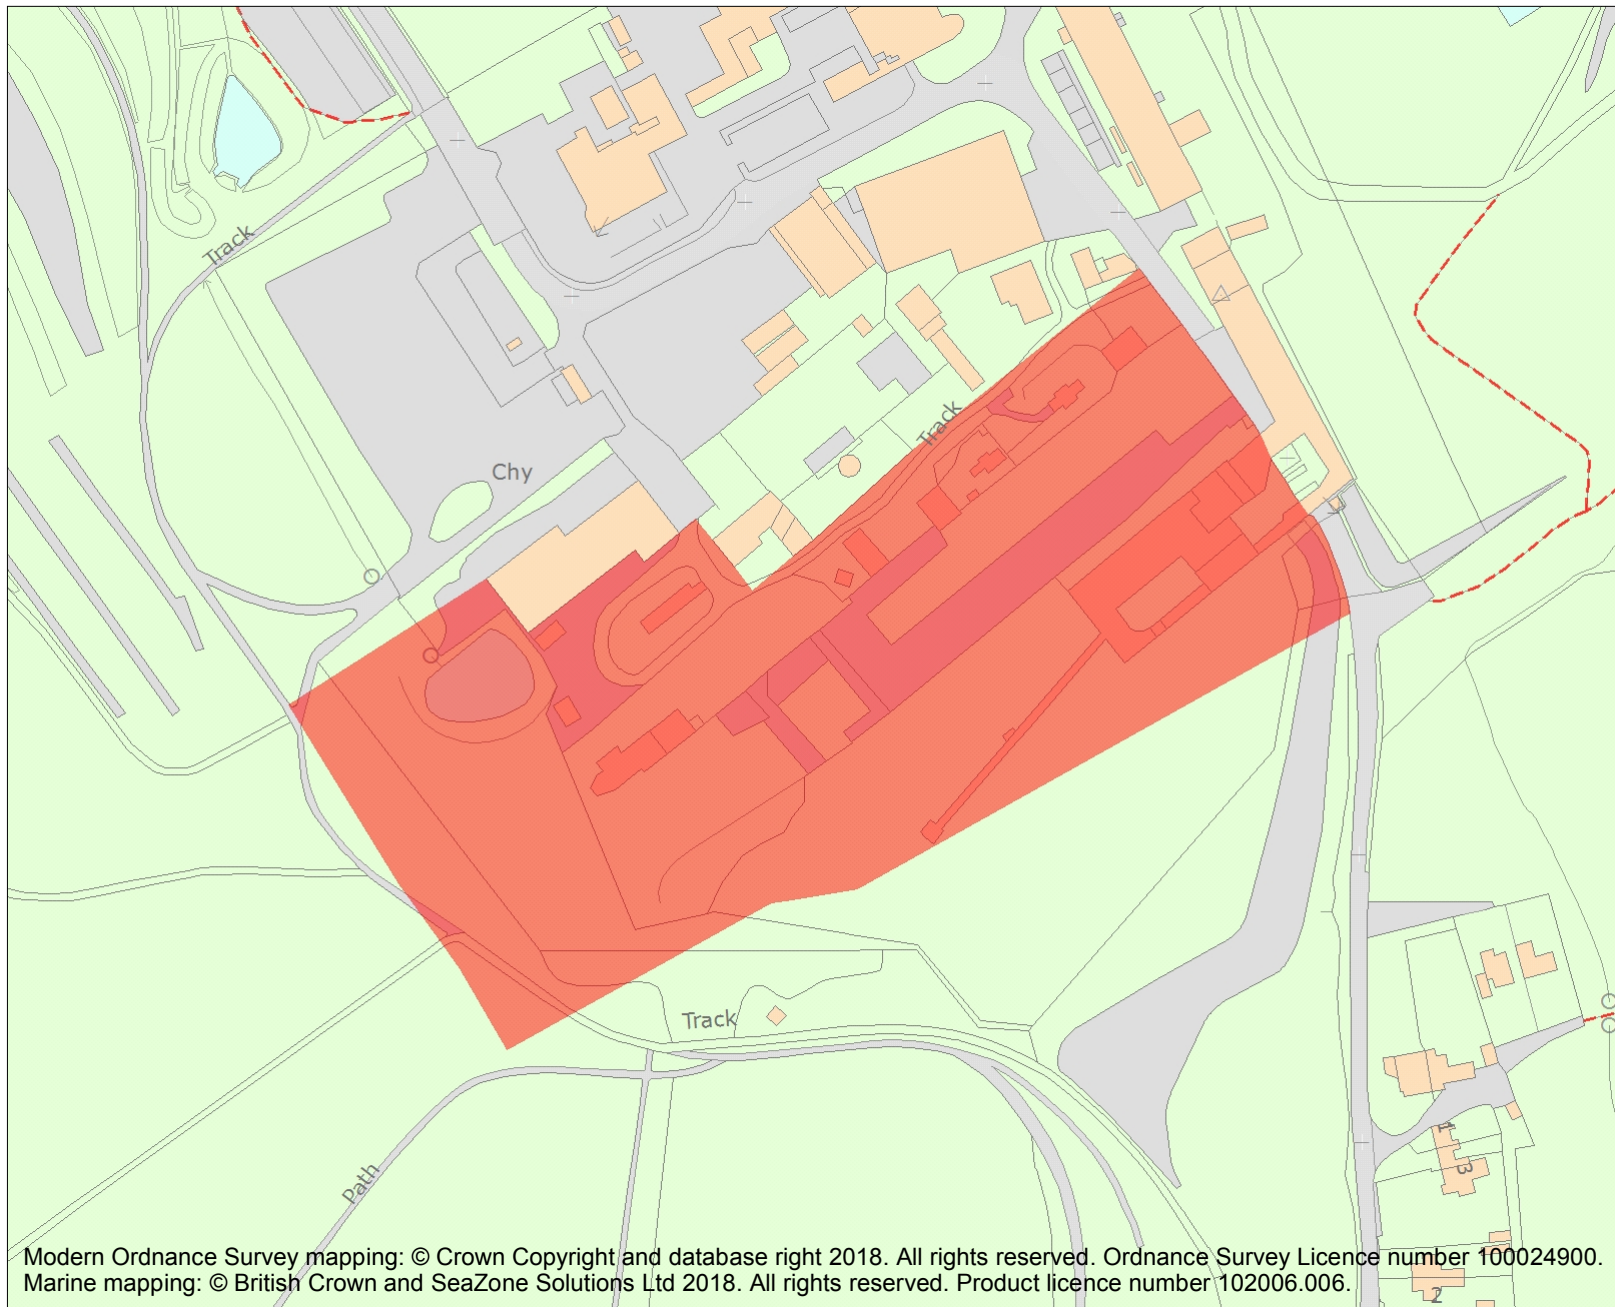 Track
Chy
Track
Track
Path
1
3
2
Modern Ordnance Survey mapping: © Crown Copyright and database right 2018. All rights reserved. Ordnance Survey Licence number 100024900.
Marine mapping: © British Crown and SeaZone Solutions Ltd 2018. All rights reserved. Product licence number 102006.006.